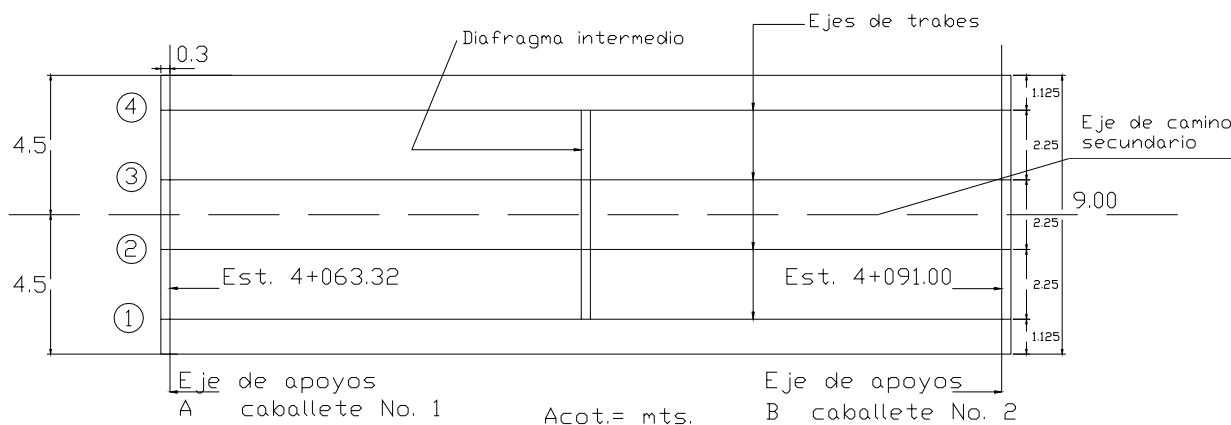 Ejes de trabes
Diafragma intermedio
0.3
1.125
4
4.5
2.25
Eje de camino
secundario
3
9.00
2.25
2
4.5
Est. 4+063.32
Est. 4+091.00
2.25
1
1.125
Eje de apoyos
A caballete No. 1
Eje de apoyos
B caballete No. 2
Acot.= mts.